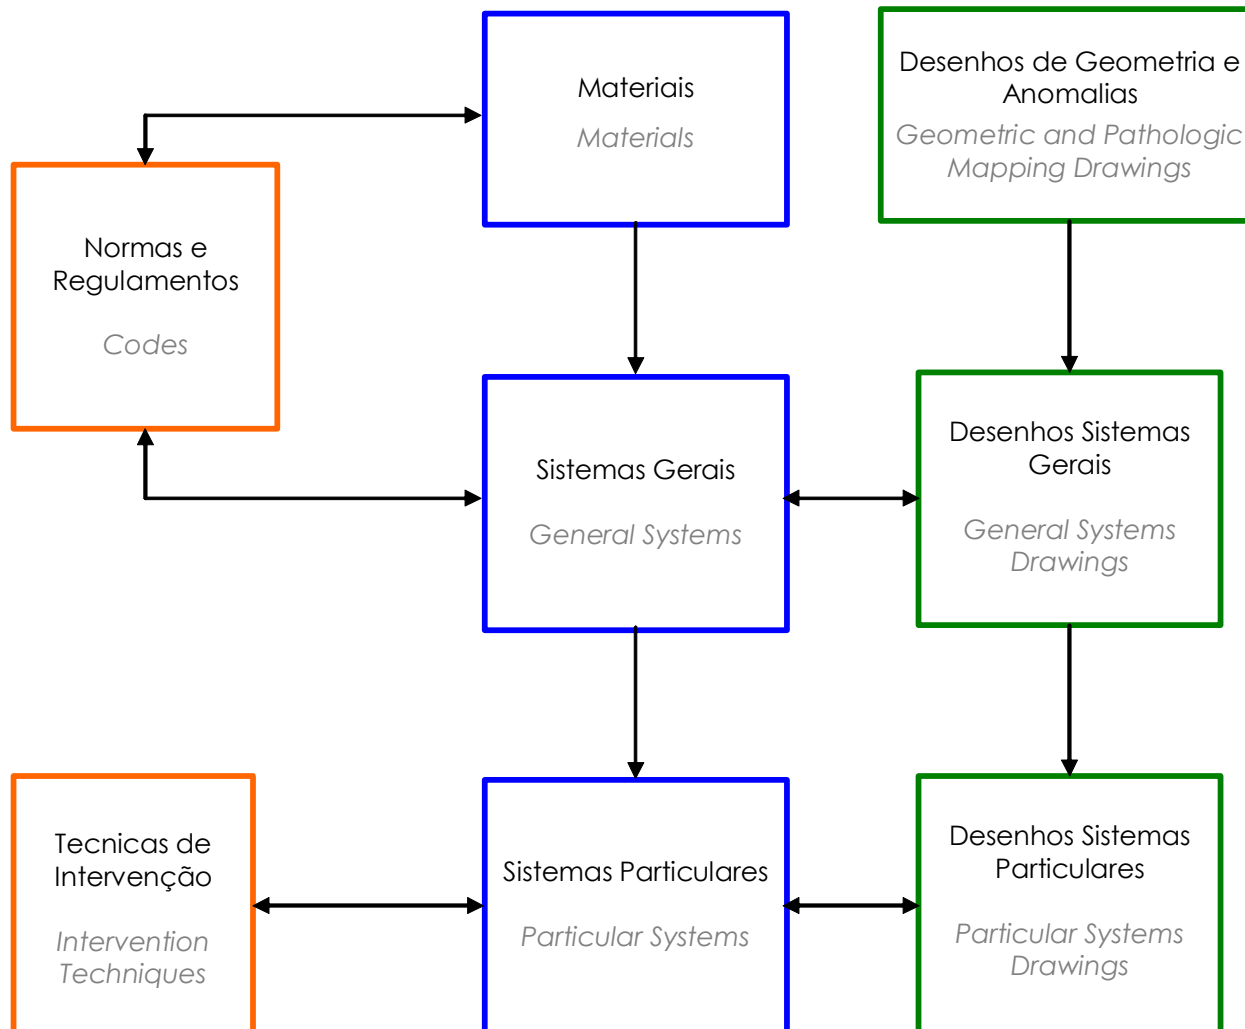 Materiais
Materials
Desenhos de Geometria e
Anomalias
Geometric and Pathologic
Mapping Drawings
Normas e
Regulamentos
Codes
Sistemas Gerais
General Systems
Desenhos Sistemas
Gerais
General Systems
Drawings
Tecnicas de
Intervenção
Intervention
Techniques
Sistemas Particulares
Particular Systems
Desenhos Sistemas
Particulares
Particular Systems
Drawings